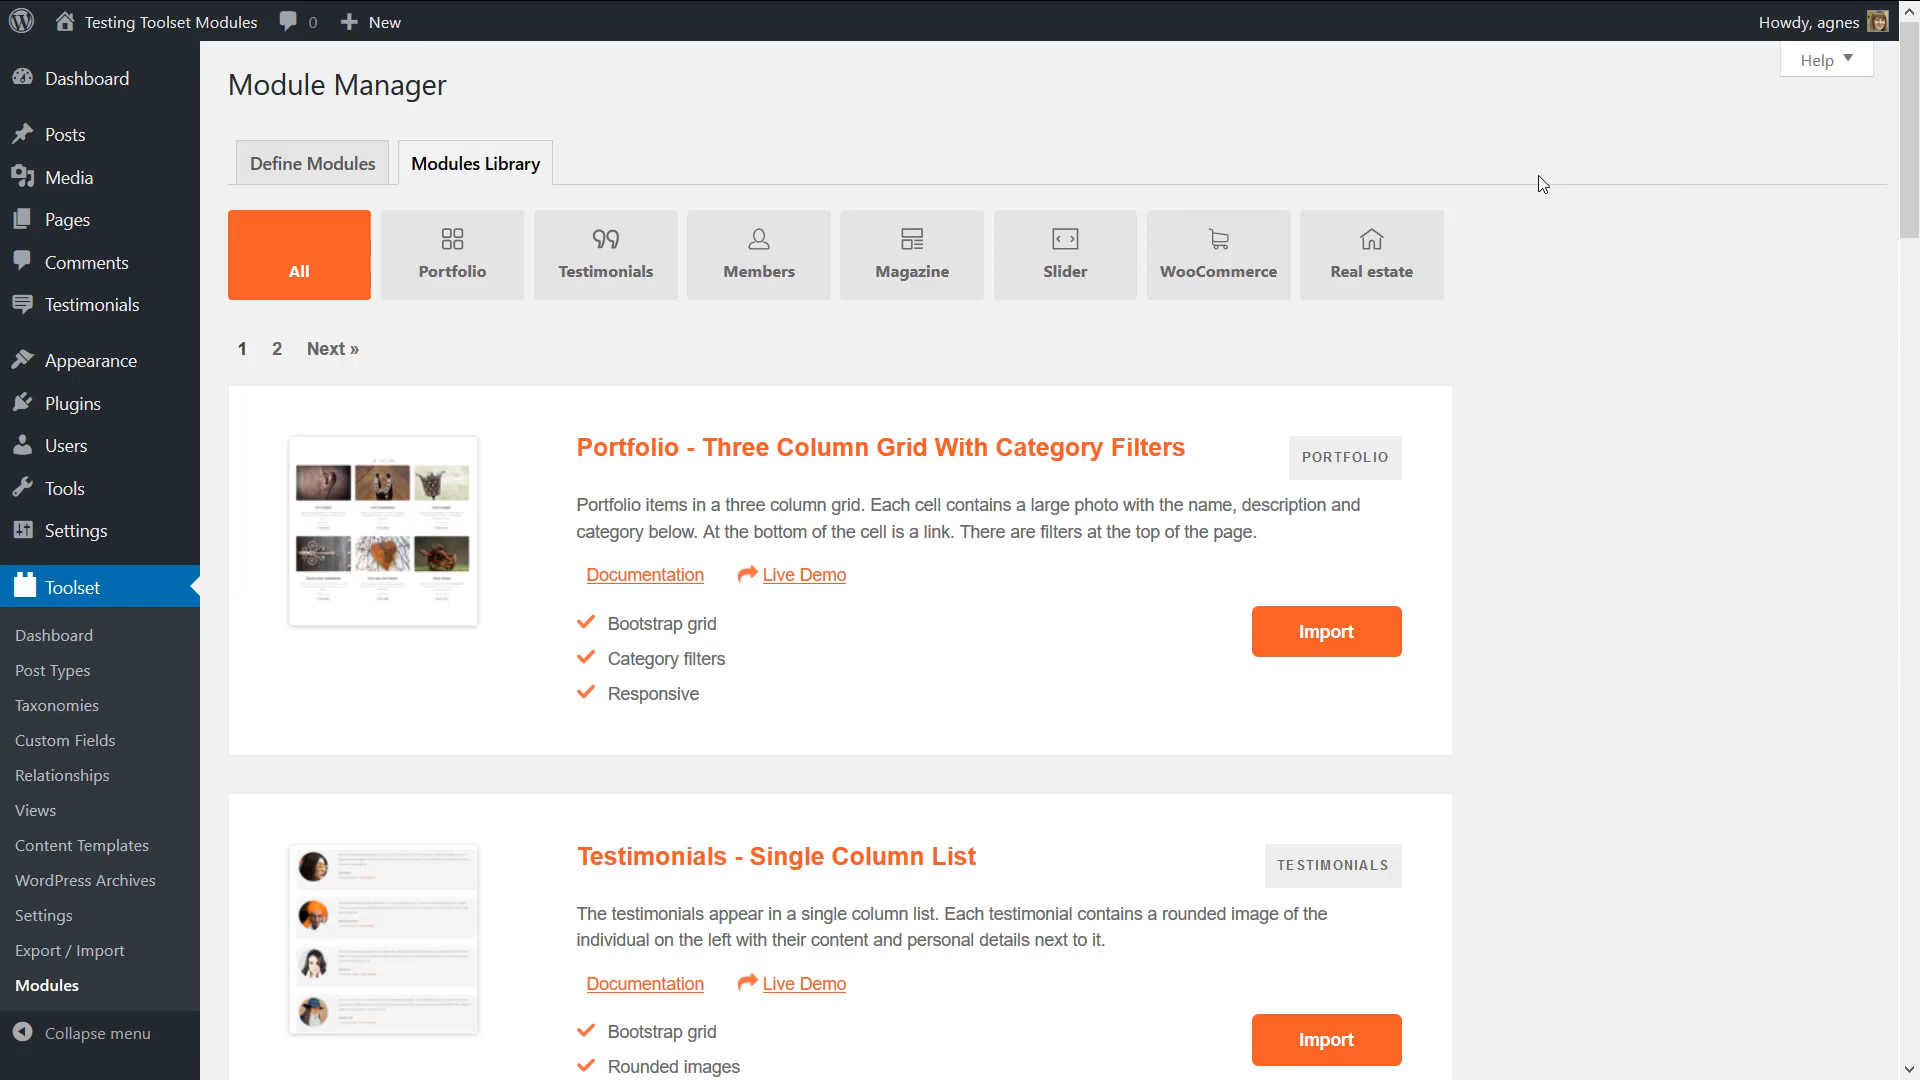 Testing Toolset Modules 0 New Howdy, agnes
Help
Dashboard
Posts
Media
Pages
Comments
Testimonials
Appearance
Plugins
Users
Tools
Settings
Toolset
Dashboard
Post Types
Taxonomies
Custom Fields
Relationships
Views
Content Templates
WordPress Archives
Settings
Export / Import
Modules
Collapse menu
Module Manager
Define Modules Modules Library
All Portfolio Testimonials Members Magazine Slider WooCommerce Real estate
1 2 Next »
Portfolio - Three Column Grid With Category Filters
PORTFOLIO
Portfolio items in a three column grid. Each cell contains a large photo with the name, description and
category below. At the bottom of the cell is a link. There are filters at the top of the page.
Documentation Live Demo
Bootstrap grid
Category filters
Responsive
Import
Testimonials - Single Column List
TESTIMONIALS
The testimonials appear in a single column list. Each testimonial contains a rounded image of the
individual on the left with their content and personal details next to it.
Documentation Live Demo
Bootstrap grid
Rounded images
Import